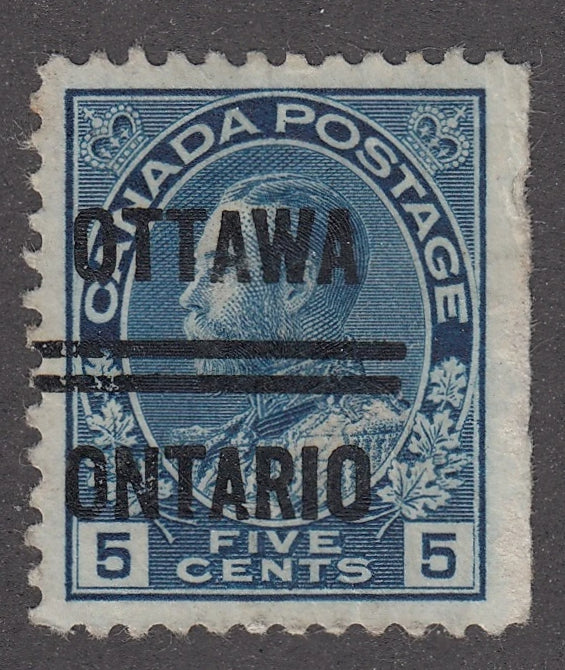 CANADA POSTAGE
OTTAWA
ONTARIO
5 FIVE CENTS 5